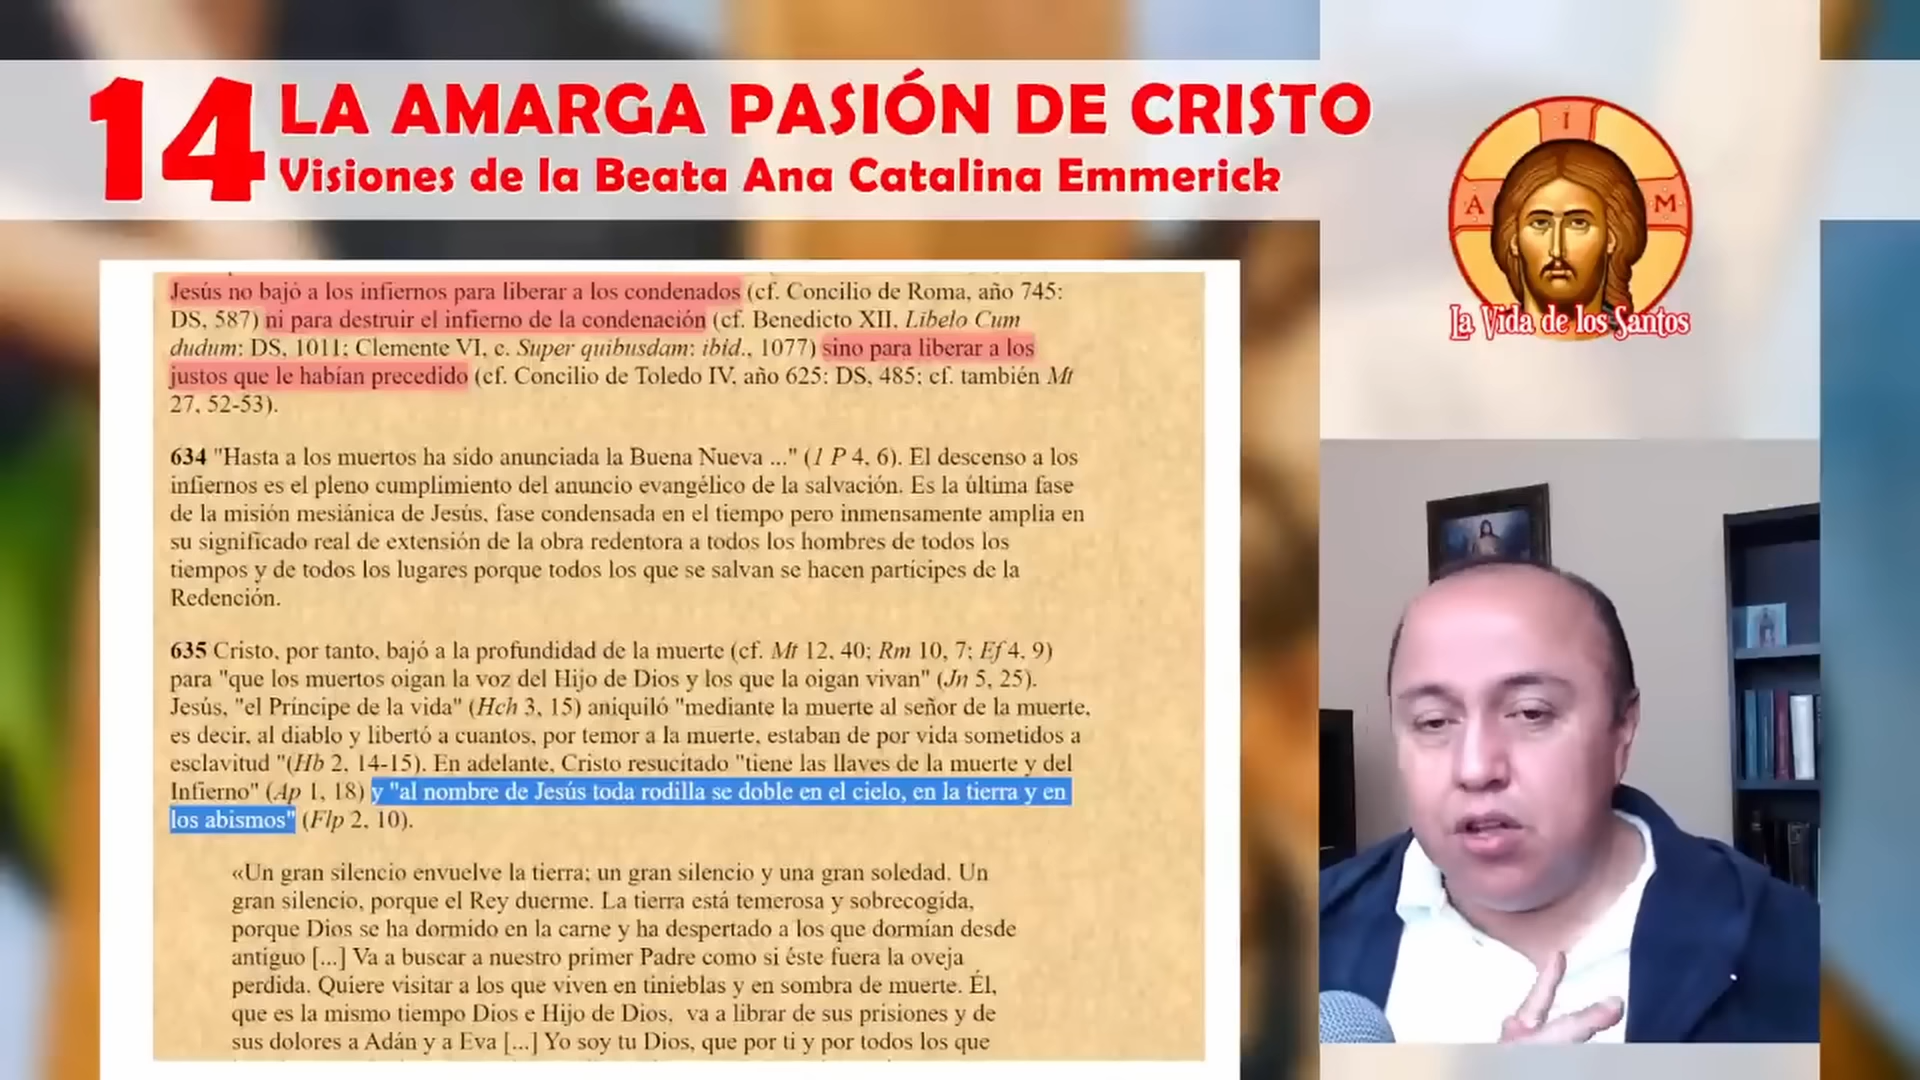 14 LA AMARGA PASIÓN DE CRISTO
Visiones de la Beata Ana Catalina Emmerick
I
A M
La Vida de los Santos
Jesús no bajó a los infiernos para liberar a los condenados (cf. Concilio de Roma, año 745:
DS, 587) ni para destruir el infierno de la condenación (cf. Benedicto XII, Libelo Cum
dudum: DS, 1011; Clemente VI, c. Super quibusdam: ibid., 1077) sino para liberar a los
justos que le habían precedido (cf. Concilio de Toledo IV, año 625: DS, 485; cf. también Mt
27, 52-53).
634 "Hasta a los muertos ha sido anunciada la Buena Nueva ..." (1 P 4, 6). El descenso a los
infiernos es el pleno cumplimiento del anuncio evangélico de la salvación. Es la última fase
de la misión mesiánica de Jesús, fase condensada en el tiempo pero inmensamente amplia en
su significado real de extensión de la obra redentora a todos los hombres de todos los
tiempos y de todos los lugares porque todos los que se salvan se hacen partícipes de la
Redención.
635 Cristo, por tanto, bajó a la profundidad de la muerte (cf. Mt 12, 40; Rm 10, 7; Ef 4, 9)
para "que los muertos oigan la voz del Hijo de Dios y los que la oigan vivan" (Jn 5, 25).
Jesús, "el Príncipe de la vida" (Hch 3, 15) aniquiló "mediante la muerte al señor de la muerte,
es decir, al diablo y libertó a cuantos, por temor a la muerte, estaban de por vida sometidos a
esclavitud "(Hb 2, 14-15). En adelante, Cristo resucitado "tiene las llaves de la muerte y del
Infierno" (Ap 1, 18) y "al nombre de Jesús toda rodilla se doble en el cielo, en la tierra y en
los abismos" (Flp 2, 10).
«Un gran silencio envuelve la tierra; un gran silencio y una gran soledad. Un
gran silencio, porque el Rey duerme. La tierra está temerosa y sobrecogida,
porque Dios se ha dormido en la carne y ha despertado a los que dormían desde
antiguo [...] Va a buscar a nuestro primer Padre como si éste fuera la oveja
perdida. Quiere visitar a los que viven en tinieblas y en sombra de muerte. Él,
que es la mismo tiempo Dios e Hijo de Dios, va a librar de sus prisiones y de
sus dolores a Adán y a Eva [...] Yo soy tu Dios, que por ti y por todos los que